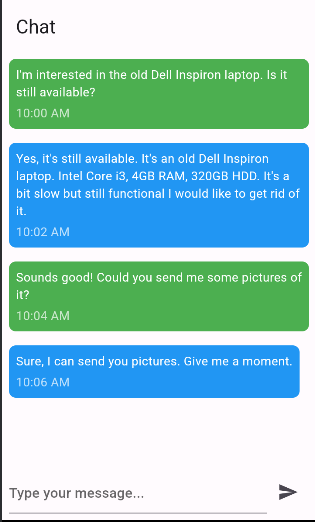 Chat
I'm interested in the old Dell Inspiron laptop. Is it
still available?
10:00 AM
Yes, it's still available. It's an old Dell Inspiron
laptop. Intel Core i3, 4GB RAM, 320GB HDD. It's a
bit slow but still functional I would like to get rid of
it.
10:02 AM
Sounds good! Could you send me some pictures of
it?
10:04 AM
Sure, I can send you pictures. Give me a moment.
10:06 AM
Type your message...